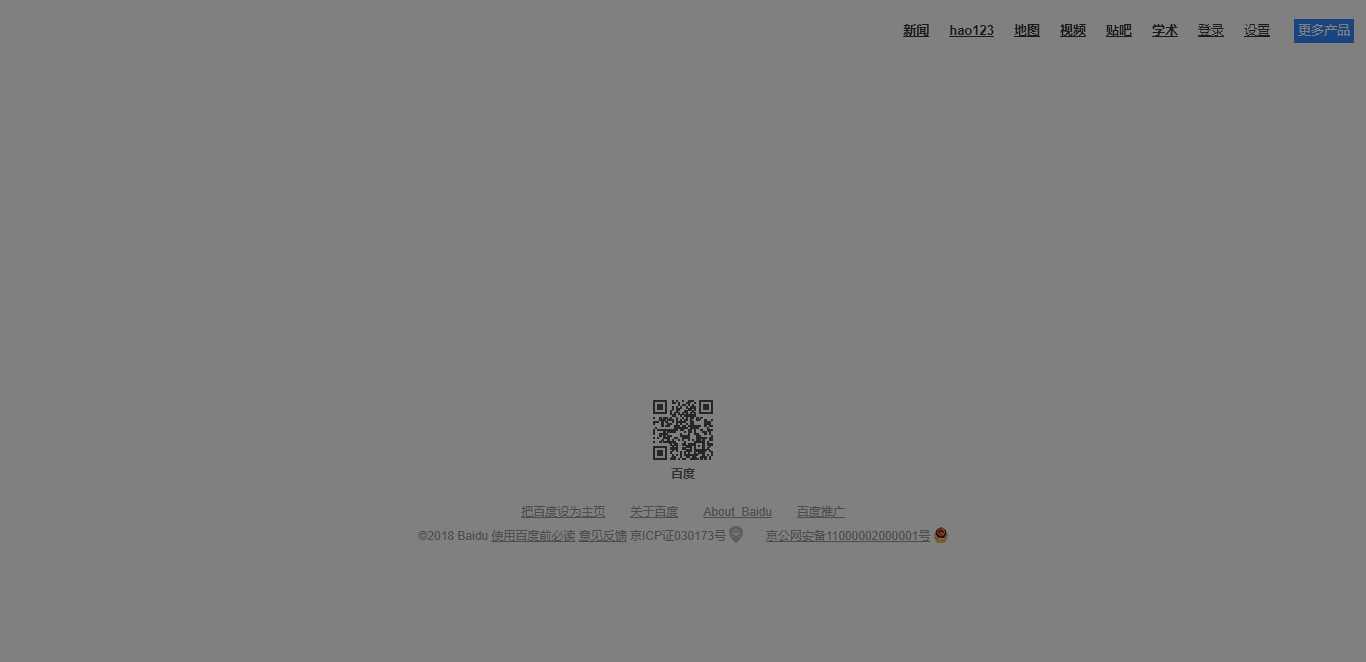 新闻 hao123 地图 视频 贴吧 学术 登录 设置 更多产品
百度
把百度设为主页 关于百度 About Baidu 百度推广
©2018 Baidu 使用百度前必读 意见反馈 京ICP证030173号 京公网安备11000002000001号